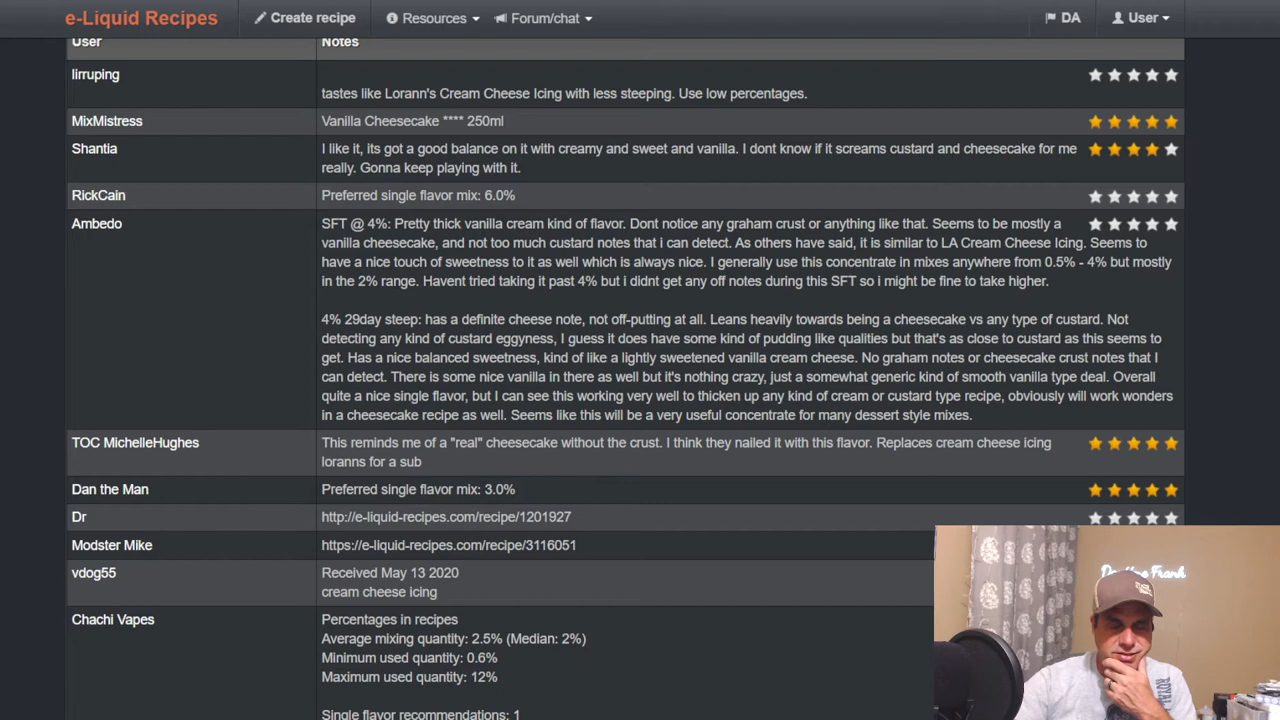 e-Liquid Recipes Create recipe Resources Forum/chat DA User
User Notes
lirruping
tastes like Lorann's Cream Cheese Icing with less steeping. Use low percentages.
MixMistress Vanilla Cheesecake **** 250ml
Shantia I like it, its got a good balance on it with creamy and sweet and vanilla. I dont know if it screams custard and cheesecake for me
really. Gonna keep playing with it.
RickCain Preferred single flavor mix: 6.0%
Ambedo SFT @ 4%: Pretty thick vanilla cream kind of flavor. Dont notice any graham crust or anything like that. Seems to be mostly a
vanilla cheesecake, and not too much custard notes that i can detect. As others have said, it is similar to LA Cream Cheese Icing. Seems to
have a nice touch of sweetness to it as well which is always nice. I generally use this concentrate in mixes anywhere from 0.5% - 4% but mostly
in the 2% range. Havent tried taking it past 4% but i didnt get any off notes during this SFT so i might be fine to take higher.
4% 29day steep: has a definite cheese note, not off-putting at all. Leans heavily towards being a cheesecake vs any type of custard. Not
detecting any kind of custard eggyness, I guess it does have some kind of pudding like qualities but that's as close to custard as this seems to
get. Has a nice balanced sweetness, kind of like a lightly sweetened vanilla cream cheese. No graham notes or cheesecake crust notes that I
can detect. There is some nice vanilla in there as well but it's nothing crazy, just a somewhat generic kind of smooth vanilla type deal. Overall
quite a nice single flavor, but I can see this working very well to thicken up any kind of cream or custard type recipe, obviously will work wonders
in a cheesecake recipe as well. Seems like this will be a very useful concentrate for many dessert style mixes.
TOC MichelleHughes This reminds me of a "real" cheesecake without the crust. I think they nailed it with this flavor. Replaces cream cheese icing
loranns for a sub
Dan the Man Preferred single flavor mix: 3.0%
Dr http://e-liquid-recipes.com/recipe/1201927
Modster Mike https://e-liquid-recipes.com/recipe/3116051
vdog55 Received May 13 2020
cream cheese icing
Chachi Vapes Percentages in recipes
Average mixing quantity: 2.5% (Median: 2%)
Minimum used quantity: 0.6%
Maximum used quantity: 12%
Single flavor recommendations: 1
Frank
ROYAL